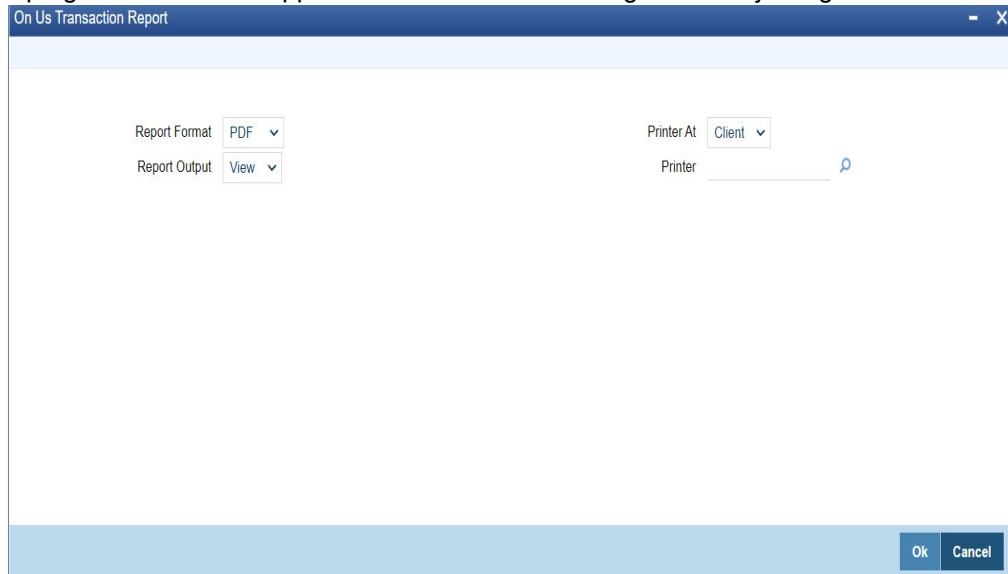 On Us Transaction Report
Report Format PDF Printer At Client
Report Output View Printer
Ok Cancel